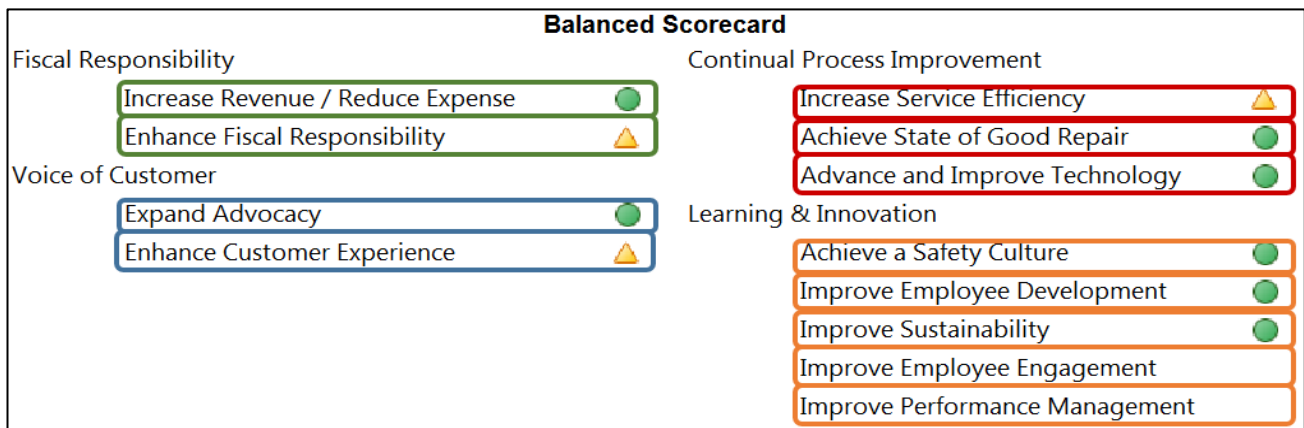 Balanced Scorecard
Fiscal Responsibility
Increase Revenue / Reduce Expense
Enhance Fiscal Responsibility
Voice of Customer
Expand Advocacy
Enhance Customer Experience
Continual Process Improvement
Increase Service Efficiency
Achieve State of Good Repair
Advance and Improve Technology
Learning & Innovation
Achieve a Safety Culture
Improve Employee Development
Improve Sustainability
Improve Employee Engagement
Improve Performance Management